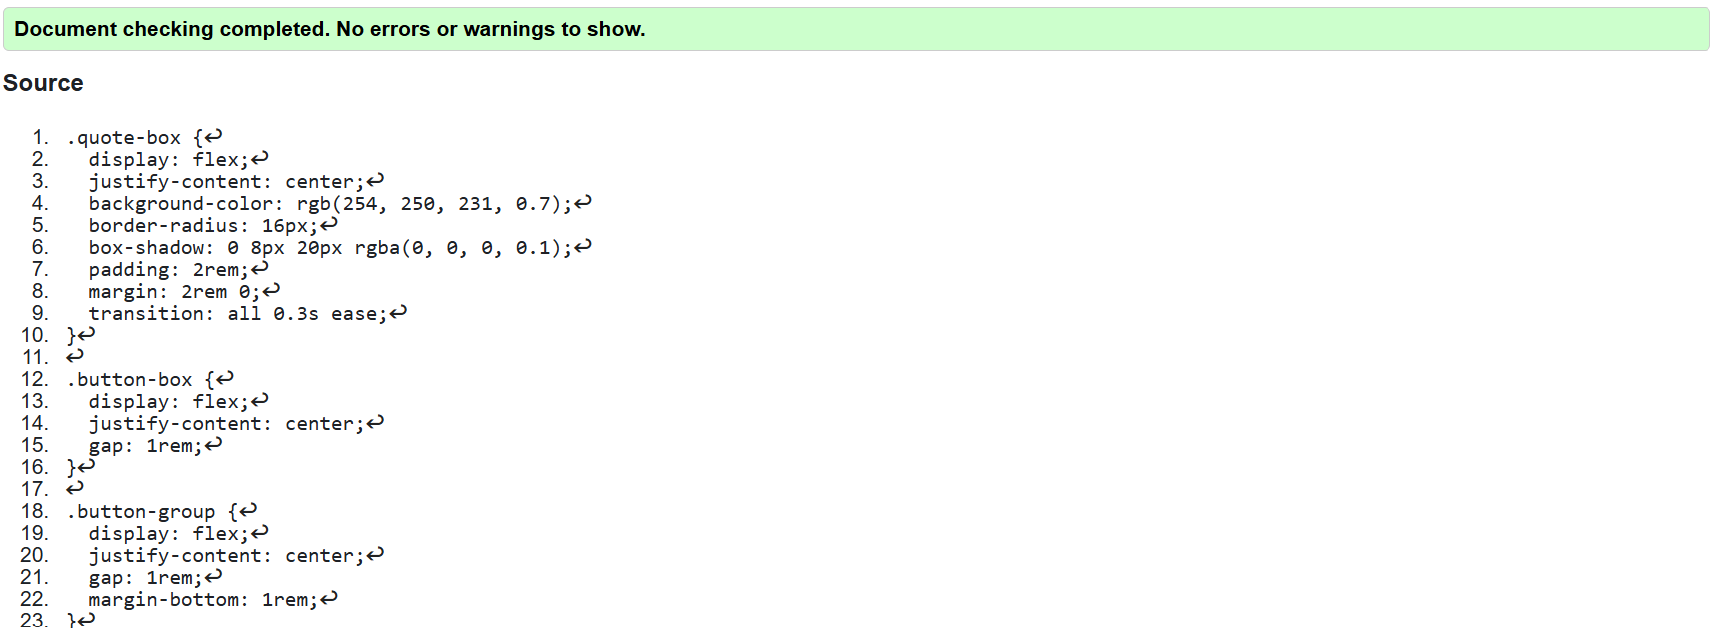 Document checking completed. No errors or warnings to show.
Source
1. .quote-box {↩
2.   display: flex;↩
3.   justify-content: center;↩
4.   background-color: rgb(254, 250, 231, 0.7);↩
5.   border-radius: 16px;↩
6.   box-shadow: 0 8px 20px rgba(0, 0, 0, 0.1);↩
7.   padding: 2rem;↩
8.   margin: 2rem 0;↩
9.   transition: all 0.3s ease;↩
10. }↩
11. ↩
12. .button-box {↩
13.   display: flex;↩
14.   justify-content: center;↩
15.   gap: 1rem;↩
16. }↩
17. ↩
18. .button-group {↩
19.   display: flex;↩
20.   justify-content: center;↩
21.   gap: 1rem;↩
22.   margin-bottom: 1rem;↩
23. }↩